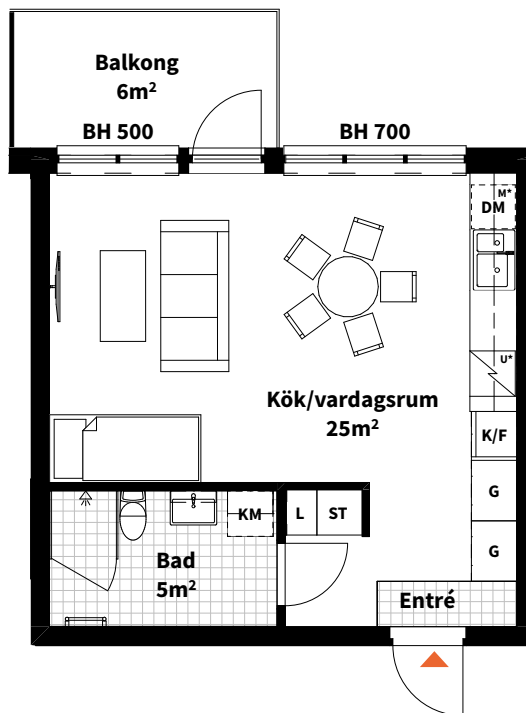 Balkong
6m²
BH 500
BH 700
M*
DM
U*
Kök/vardagsrum
25m²
K/F
G
KM
L
ST
G
Bad
5m²
Entré